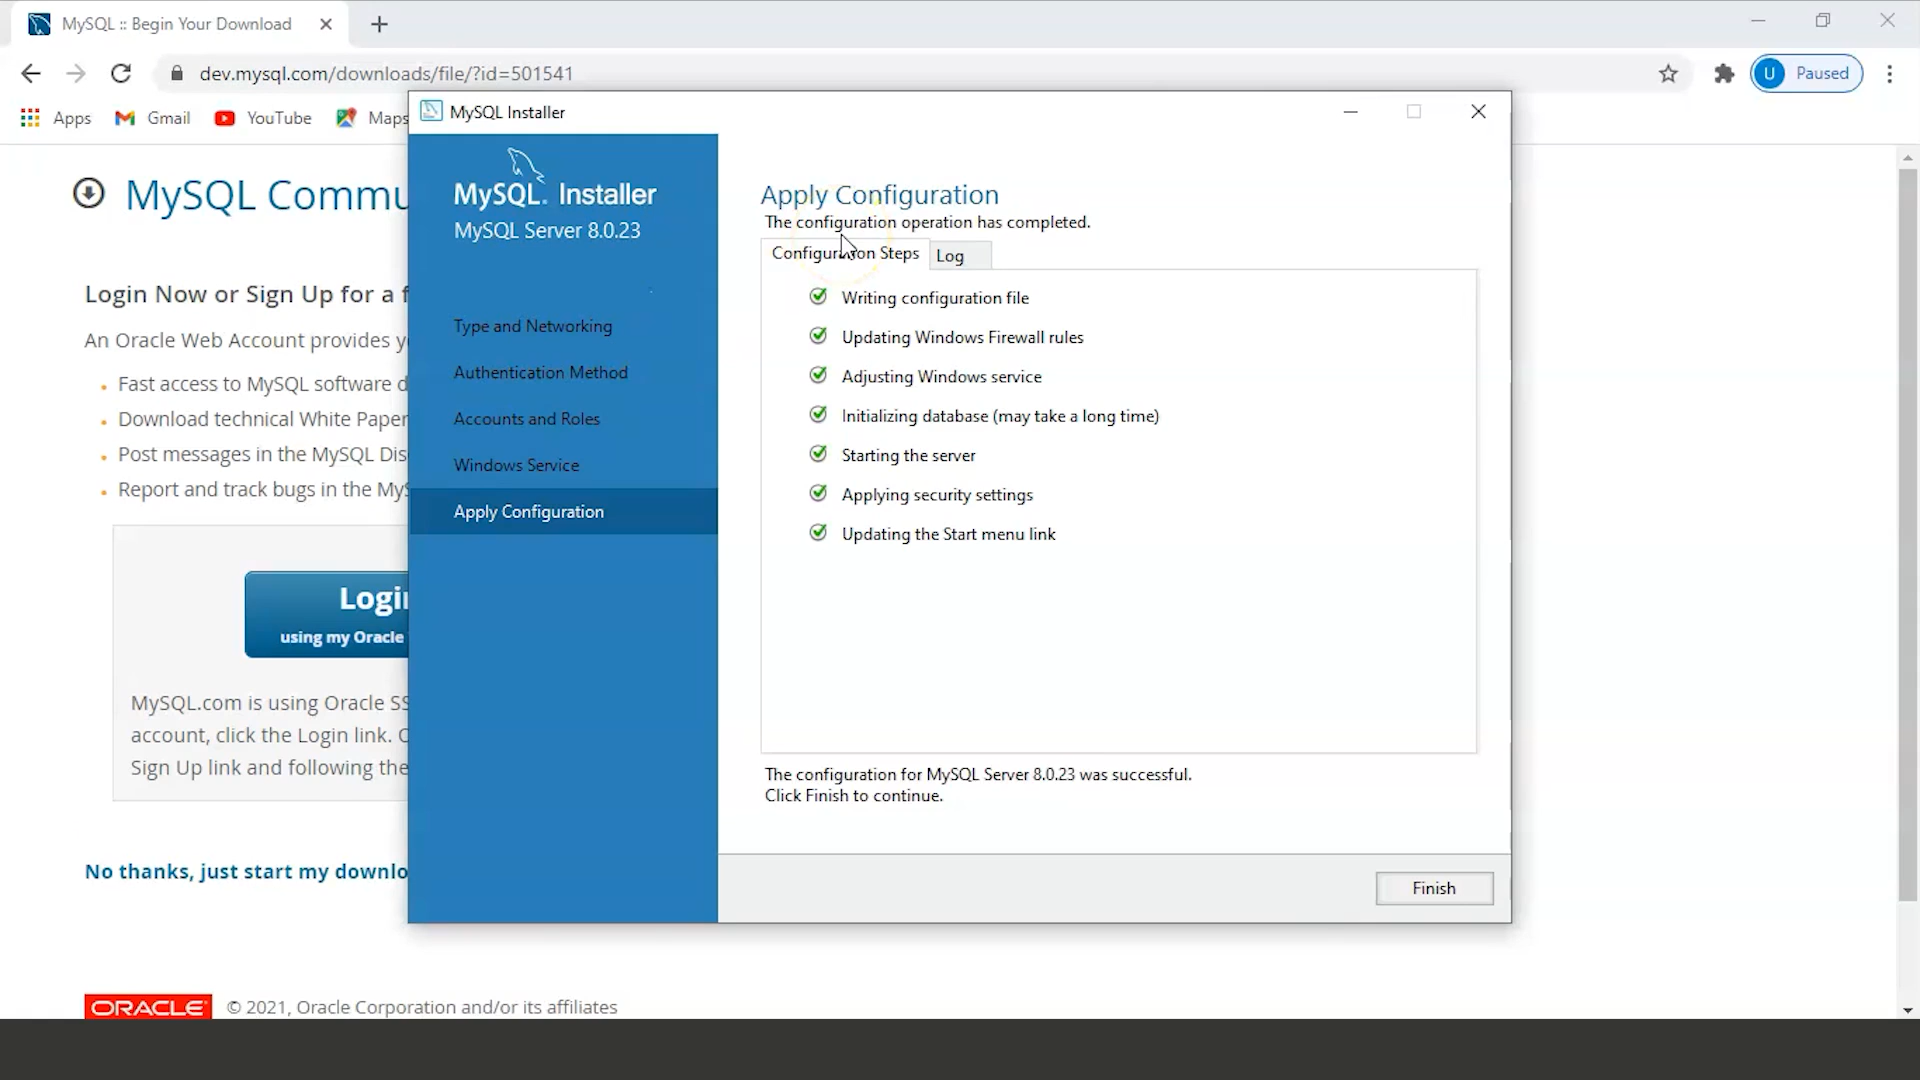 MySQL :: Begin Your Download
dev.mysql.com/downloads/file/?id=501541
U Paused
Apps Gmail YouTube Maps
MySQL Installer
MySQL Commu
Login Now or Sign Up for a f
An Oracle Web Account provides y
Fast access to MySQL software d
Download technical White Paper
Post messages in the MySQL Dis
Report and track bugs in the My
Login
using my Oracle
MySQL.com is using Oracle SS
account, click the Login link. O
Sign Up link and following the
No thanks, just start my downlo
ORACLE © 2021, Oracle Corporation and/or its affiliates
MySQL. Installer
MySQL Server 8.0.23
Type and Networking
Authentication Method
Accounts and Roles
Windows Service
Apply Configuration
Apply Configuration
The configuration operation has completed.
Configuration Steps Log
Writing configuration file
Updating Windows Firewall rules
Adjusting Windows service
Initializing database (may take a long time)
Starting the server
Applying security settings
Updating the Start menu link
The configuration for MySQL Server 8.0.23 was successful.
Click Finish to continue.
Finish